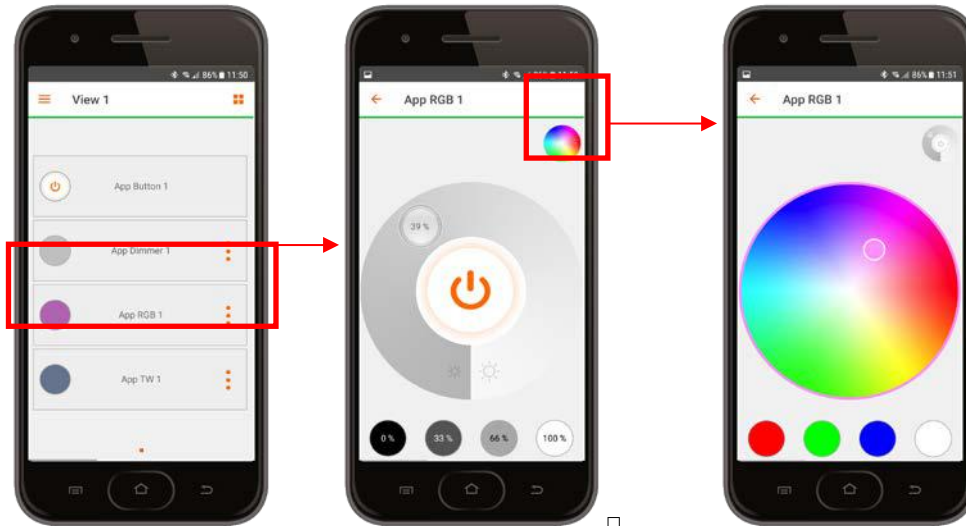 86% 11:50
View 1
App Button 1
App Dimmer 1
App RGB 1
App TW 1
App RGB 1
39 %
0 %
33 %
66 %
100 %
86% 11:51
App RGB 1